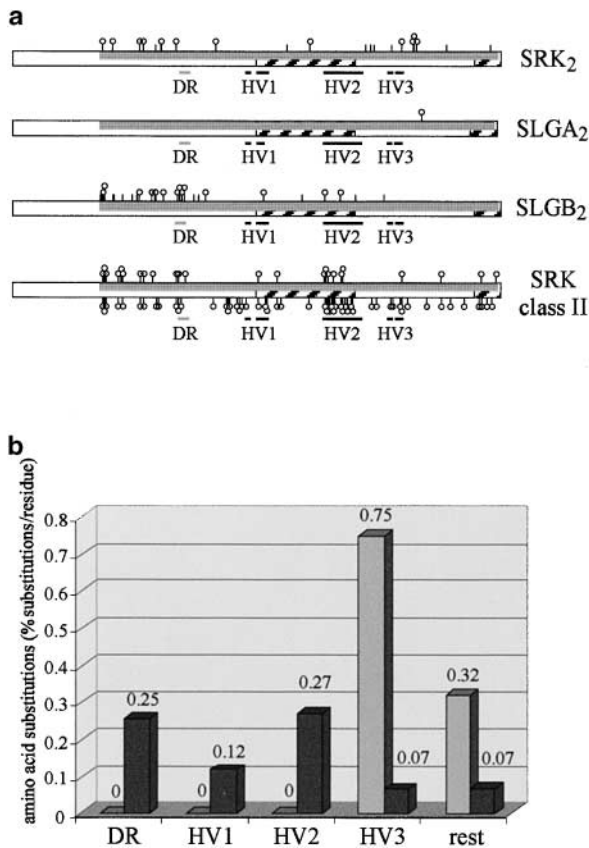 a
SRK2
DR HV1 HV2 HV3
SLGA2
DR HV1 HV2 HV3
SLGB2
DR HV1 HV2 HV3
SRK
class II
DR HV1 HV2 HV3
b
amino acid substitutions (% substitutions/residue)
0.8
0.7
0.6
0.5
0.4
0.3
0.2
0.1
0
0 0.25
0 0.12
0 0.27
0.75 0.07
0.32 0.07
DR HV1 HV2 HV3 rest